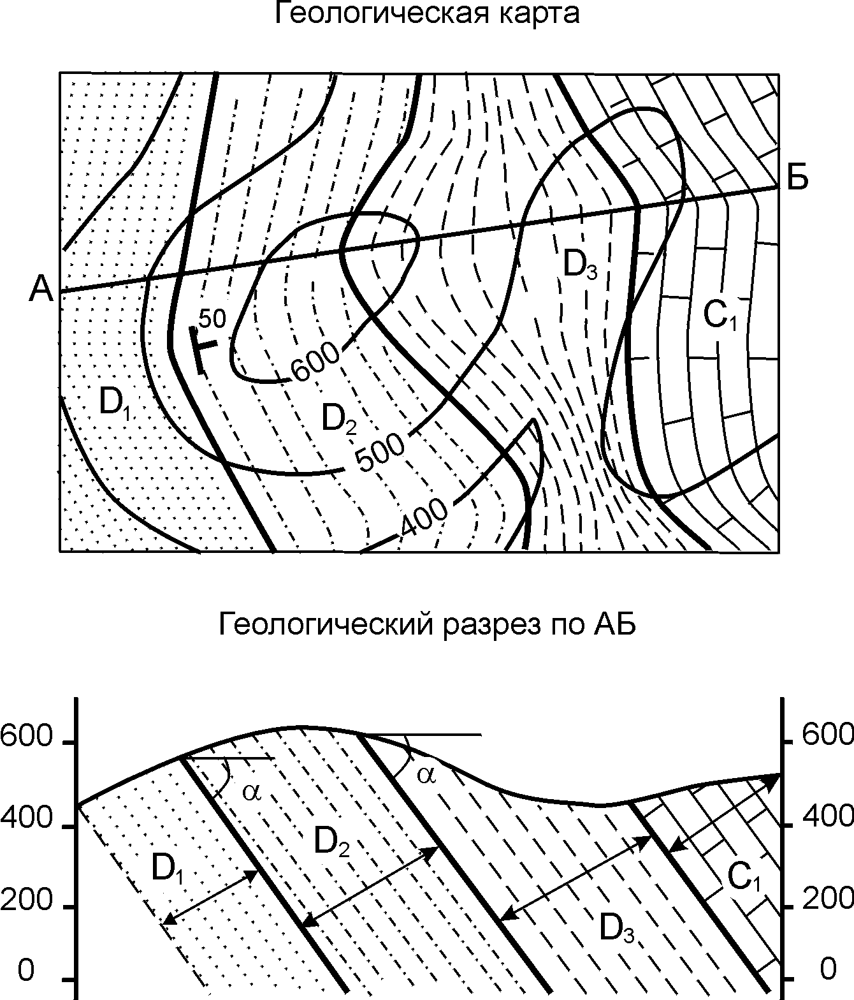 Геологическая карта
Б
D3
А
C1
50
600
D1
D2
500
400
Геологический разрез по АБ
600
600
α
α
400
400
D2
D1
C1
200
200
D3
0
0